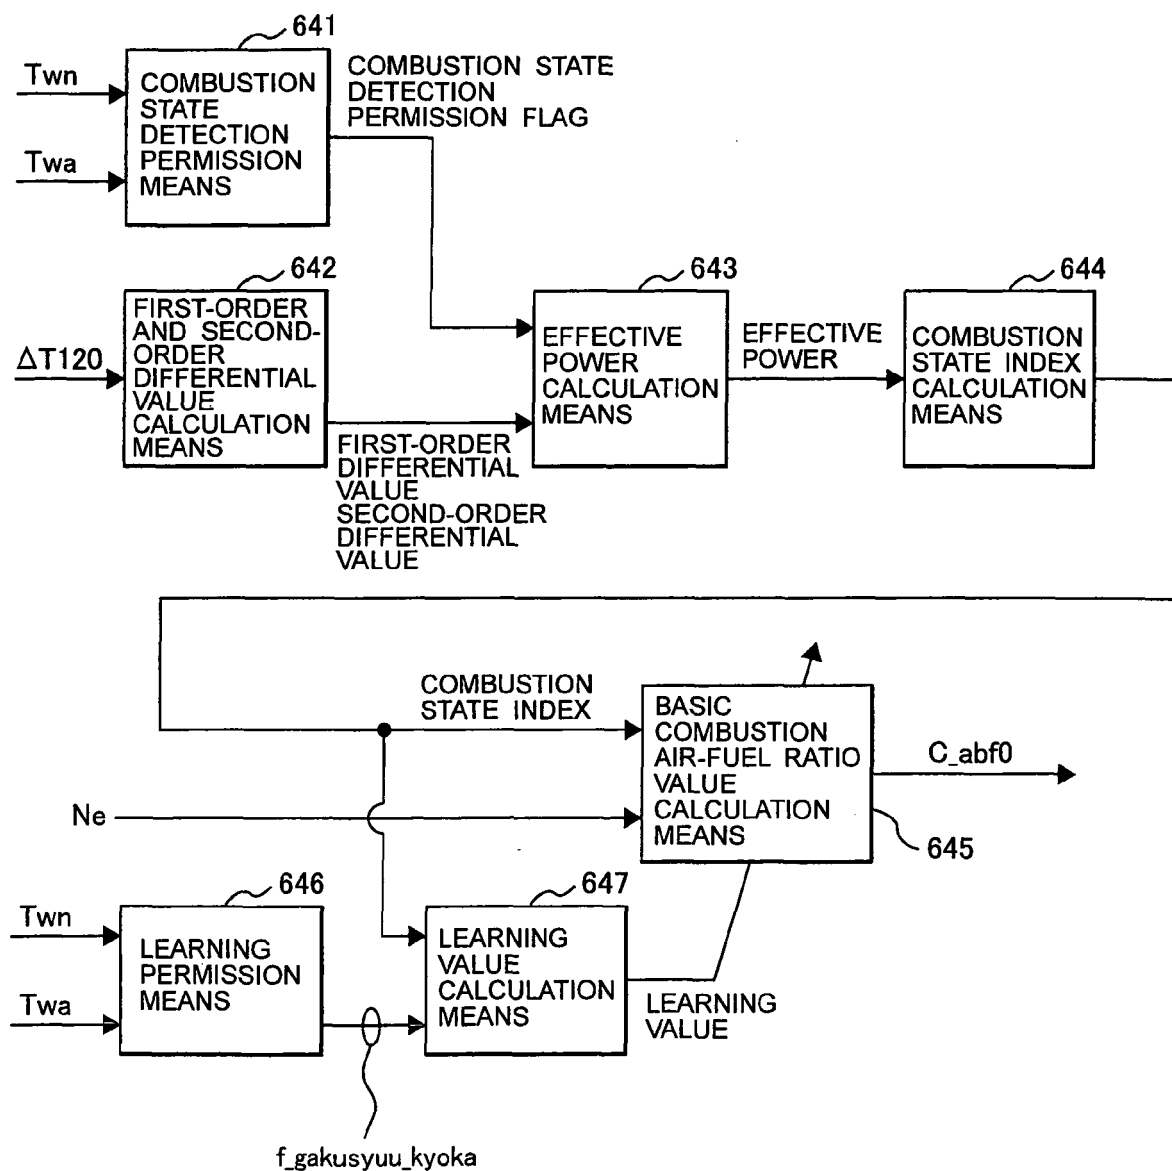 641
Twn
Twa
COMBUSTION
STATE
DETECTION
PERMISSION
MEANS
COMBUSTION STATE
DETECTION
PERMISSION FLAG
642
ΔT120
FIRST-ORDER
AND SECOND-
ORDER
DIFFERENTIAL
VALUE
CALCULATION
MEANS
FIRST-ORDER
DIFFERENTIAL
VALUE
SECOND-ORDER
DIFFERENTIAL
VALUE
643
EFFECTIVE
POWER
CALCULATION
MEANS
EFFECTIVE
POWER
644
COMBUSTION
STATE INDEX
CALCULATION
MEANS
COMBUSTION
STATE INDEX
Ne
BASIC
COMBUSTION
AIR-FUEL RATIO
VALUE
CALCULATION
MEANS
C_abf0
645
646
Twn
Twa
LEARNING
PERMISSION
MEANS
f_gakusyuu_kyoka
647
LEARNING
VALUE
CALCULATION
MEANS
LEARNING
VALUE